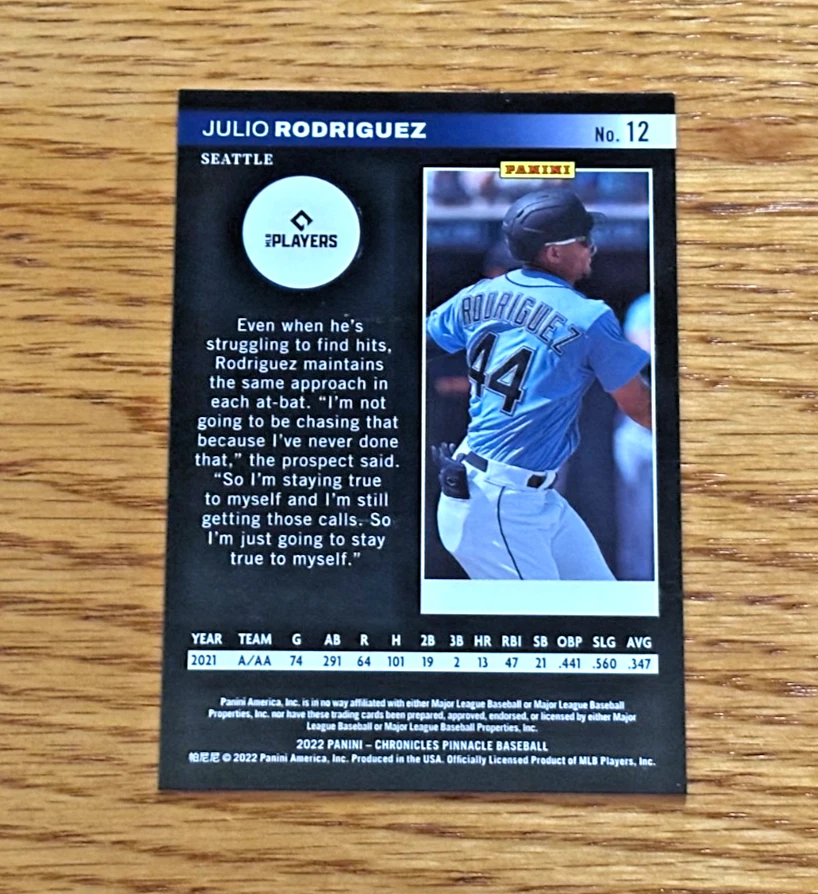 JULIO RODRIGUEZ
No. 12
SEATTLE
PANINI
MLB PLAYERS
RODRIGUEZ
44
Even when he's
struggling to find hits,
Rodriguez maintains
the same approach in
each at-bat. “I'm not
going to be chasing that
because I've never done
that,” the prospect said.
“So I'm staying true
to myself and I'm still
getting those calls. So
I'm just going to stay
true to myself.”
YEAR TEAM G AB R H 2B 3B HR RBI SB OBP SLG AVG
2021 A/AA 74 291 64 101 19 2 13 47 21 .441 .560 .347
Panini America, Inc. is in no way affiliated with either Major League Baseball or Major League Baseball
Properties, Inc. nor have these trading cards been prepared, approved, endorsed, or licensed by either Major
League Baseball or Major League Baseball Properties, Inc.
2022 PANINI – CHRONICLES PINNACLE BASEBALL
帕尼尼 © 2022 Panini America, Inc. Produced in the USA. Officially Licensed Product of MLB Players, Inc.